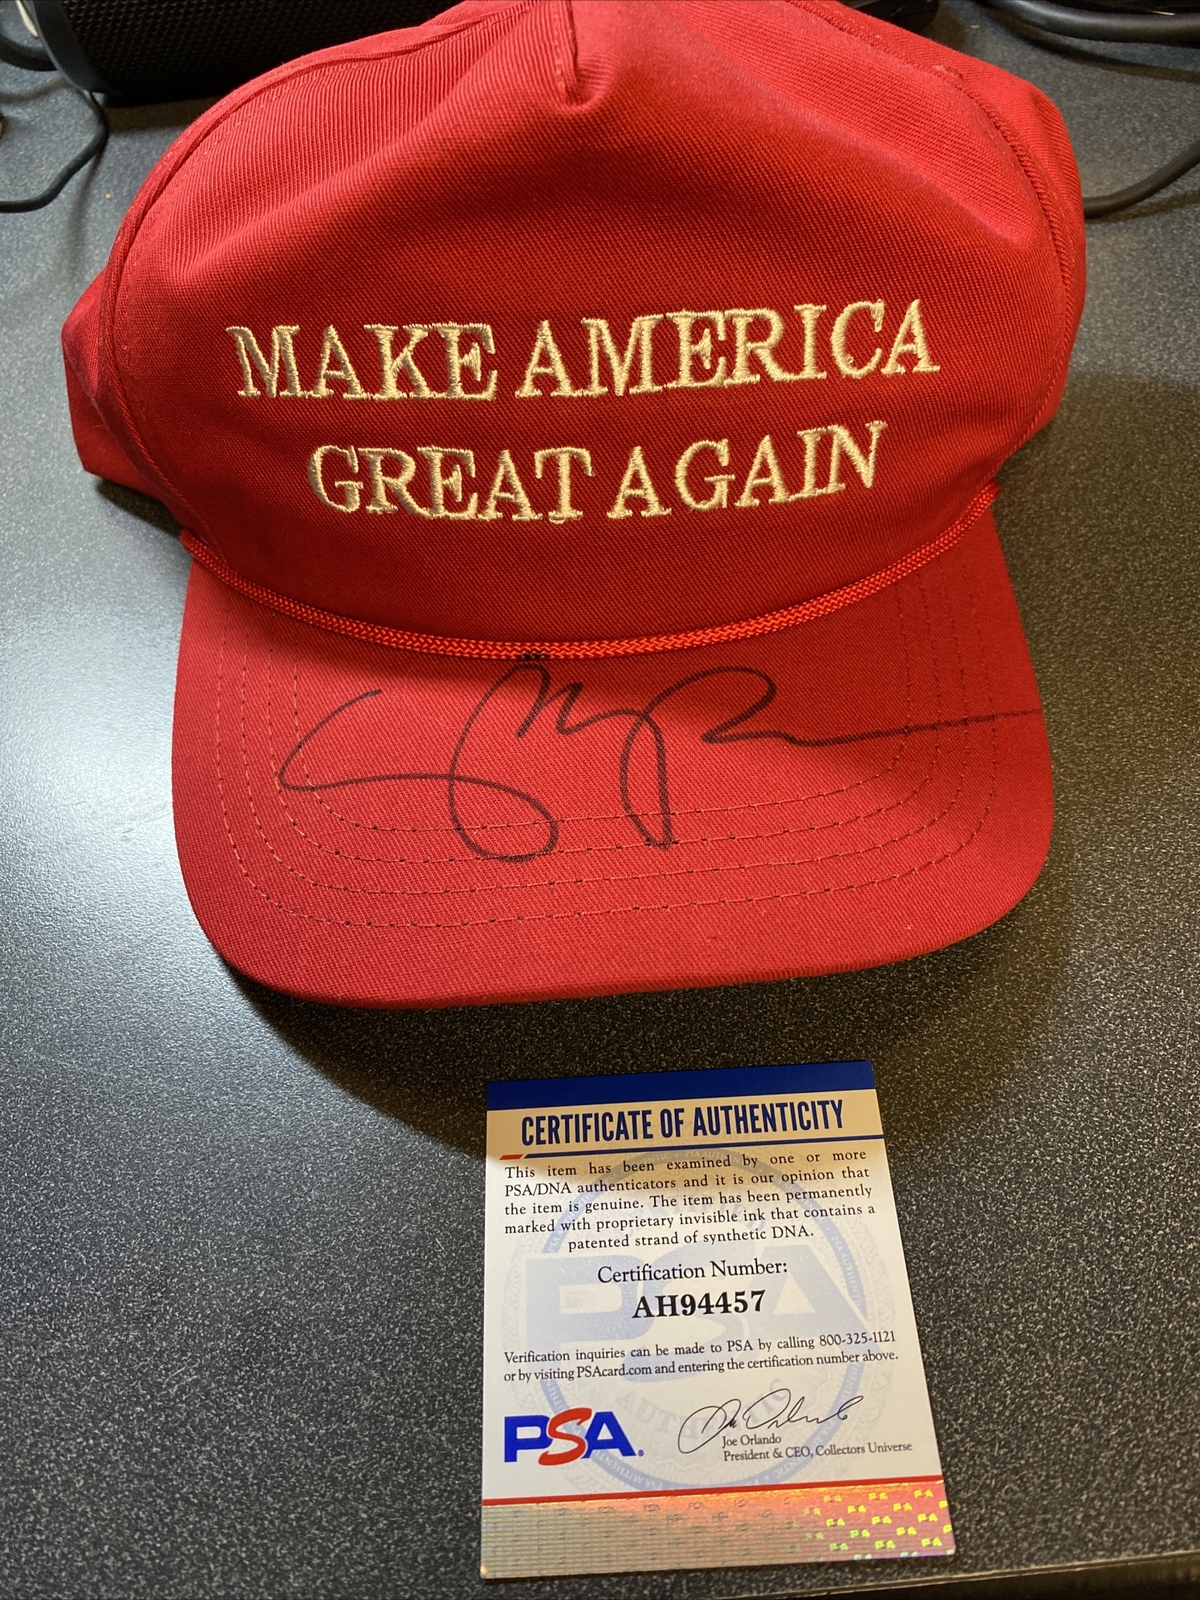 MAKE AMERICA
GREAT AGAIN
CERTIFICATE OF AUTHENTICITY
This item has been examined by one or more
PSA/DNA authenticators and it is our opinion that
the item is genuine. The item has been permanently
marked with proprietary invisible ink that contains a
patented strand of synthetic DNA.
Certification Number:
AH94457
Verification inquiries can be made to PSA by calling 800-325-1121
or by visiting PSAcard.com and entering the certification number above.
PSA.
Joe Orlando
President & CEO, Collectors Universe